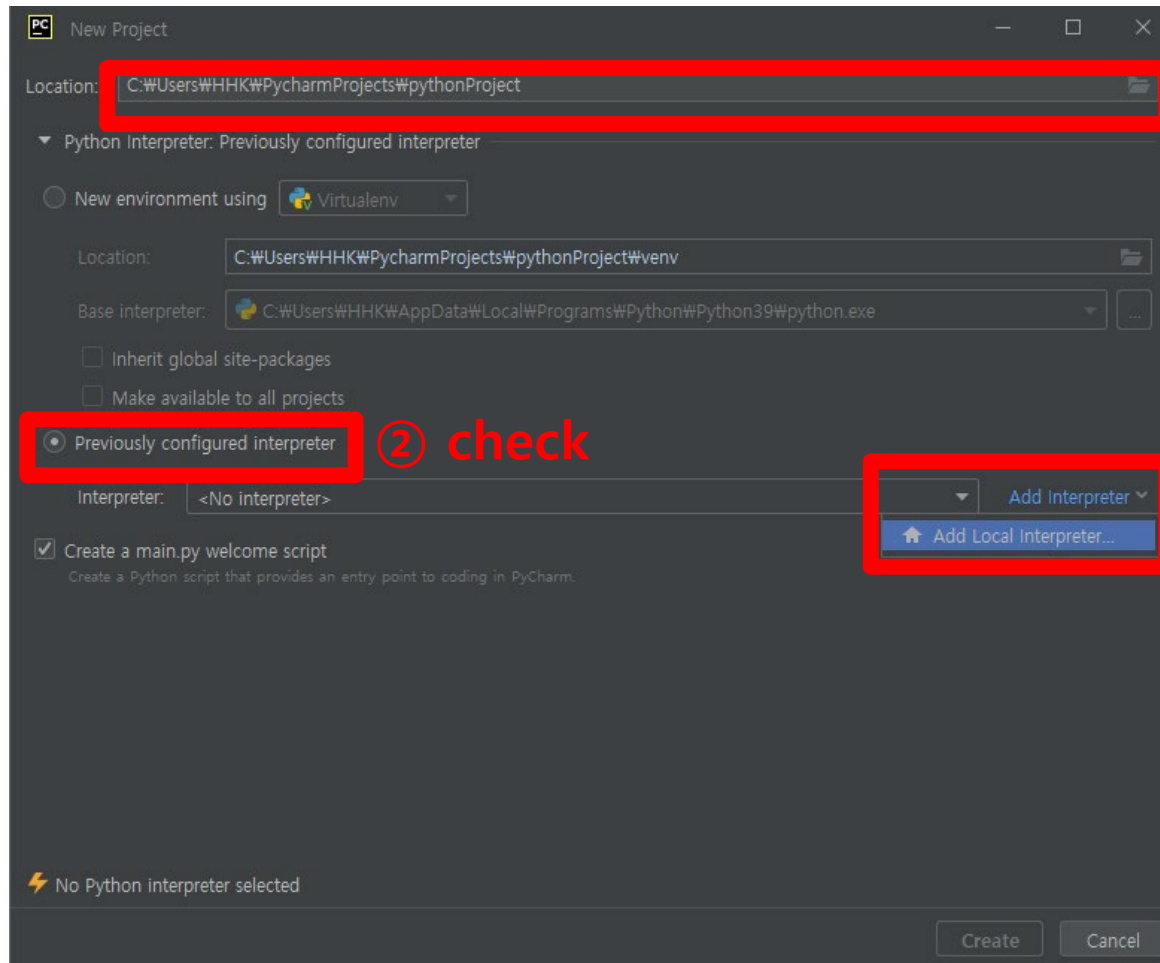 PC New Project
Location: C:₩Users₩HHK₩PycharmProjects₩pythonProject
Python Interpreter: Previously configured interpreter
New environment using Virtualenv
Location: C:₩Users₩HHK₩PycharmProjects₩pythonProject₩venv
Base interpreter: C:₩Users₩HHK₩AppData₩Local₩Programs₩Python₩Python39₩python.exe ...
Inherit global site-packages
Make available to all projects
Previously configured interpreter ② check
Interpreter: <No interpreter> Add Interpreter
Add Local Interpreter...
Create a main.py welcome script
Create a Python script that provides an entry point to coding in PyCharm.
No Python interpreter selected
Create Cancel